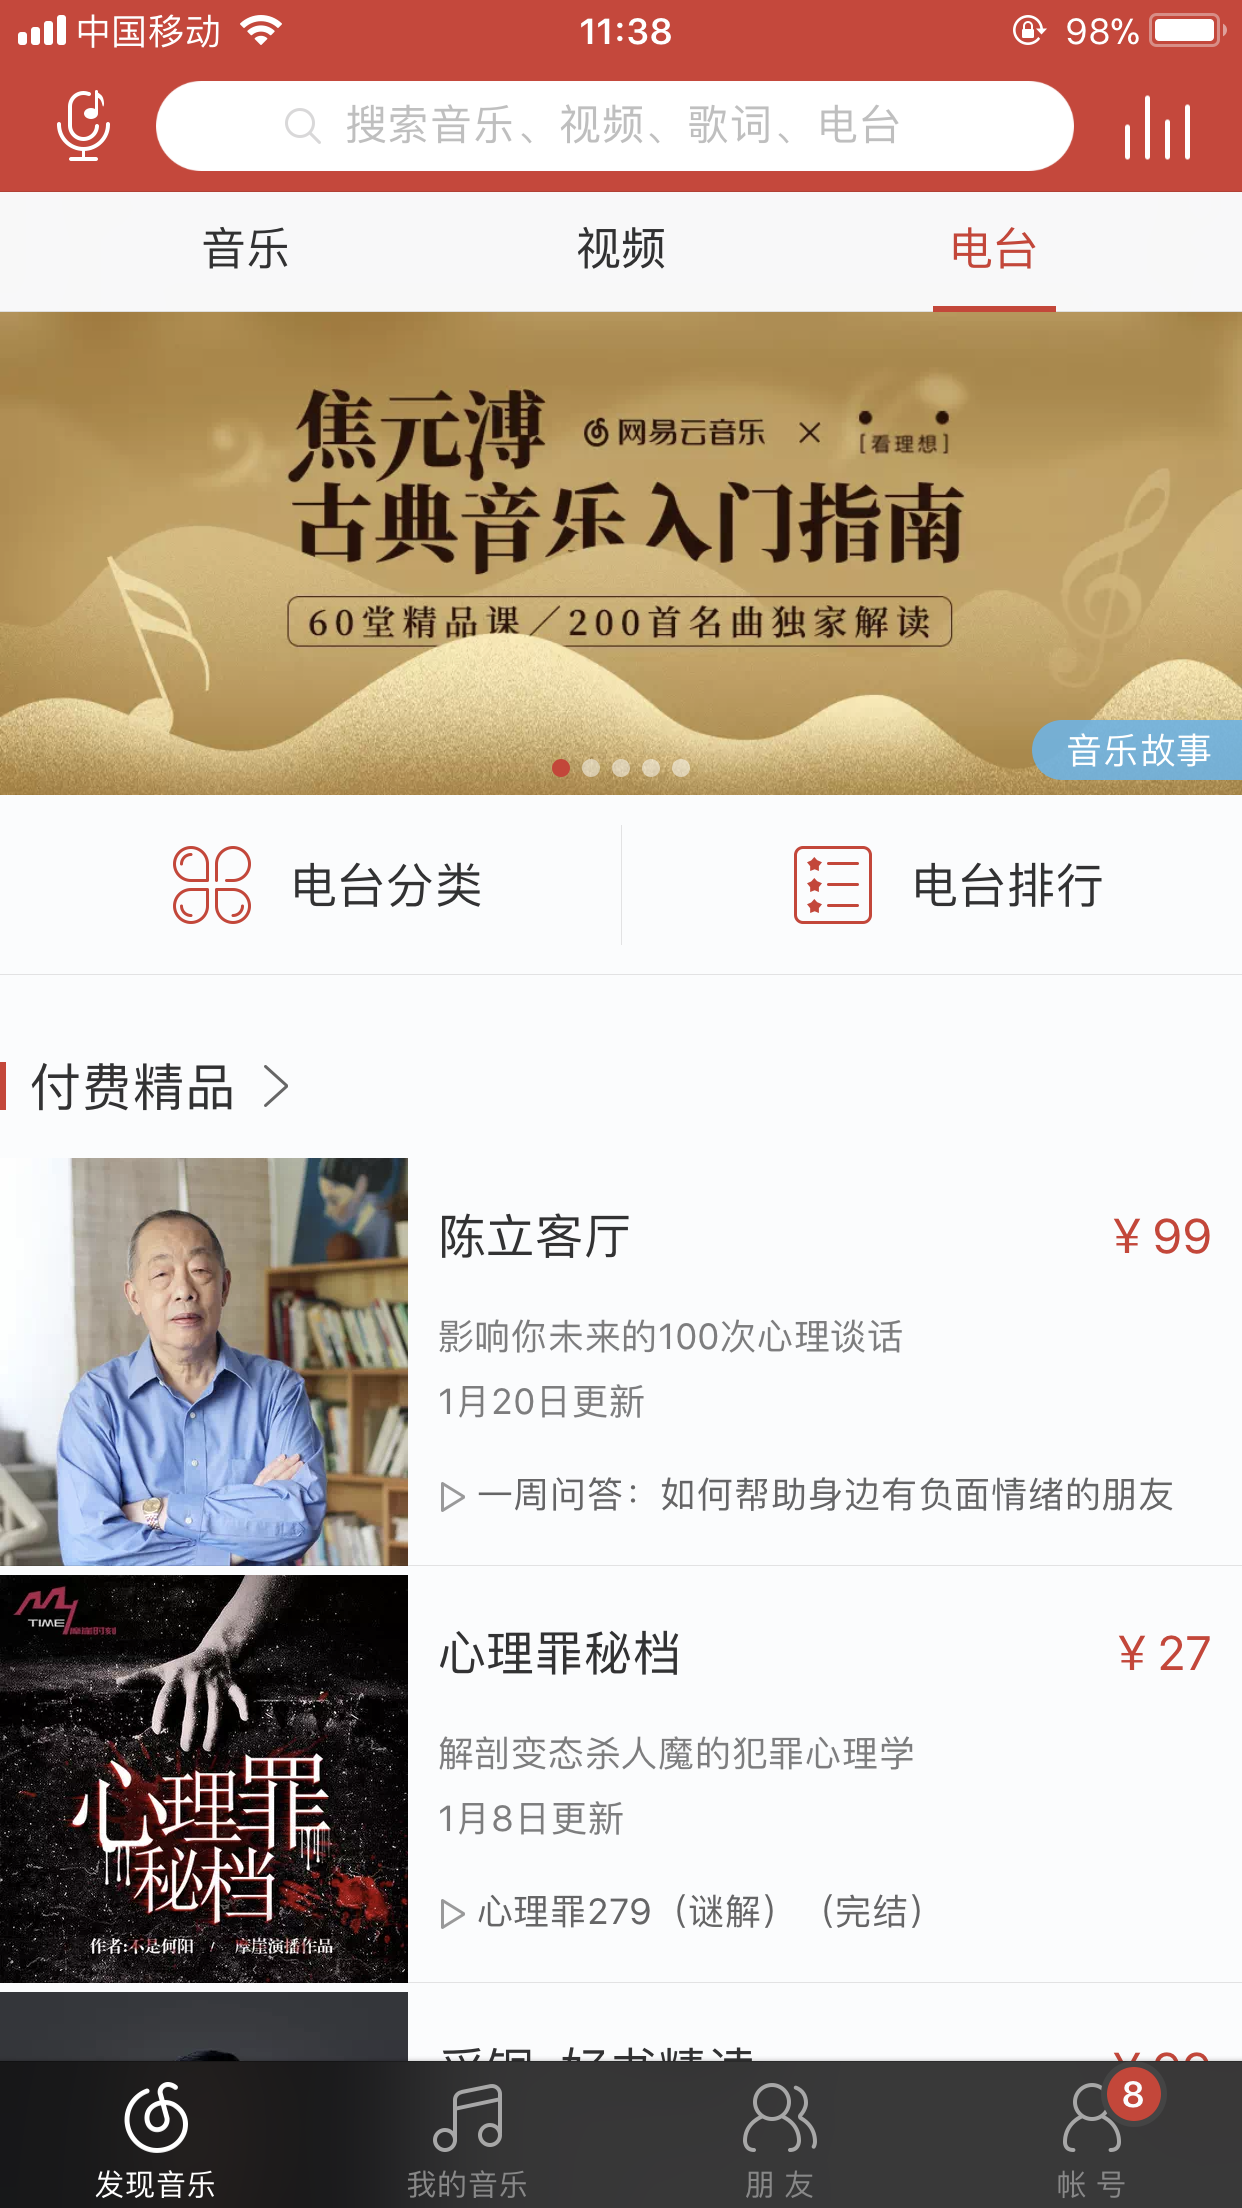 中国移动 11:38 98%
搜索音乐、视频、歌词、电台
音乐 视频 电台
焦元溥 网易云音乐 × [看理想]
古典音乐入门指南
60堂精品课／200首名曲独家解读
音乐故事
电台分类 电台排行
付费精品
陈立客厅 ¥ 99
影响你未来的100次心理谈话
1月20日更新
一周问答：如何帮助身边有负面情绪的朋友
MY
TIME 摩崖时刻
心理罪
秘档
作者:不是何阳 / 摩崖演播作品
心理罪秘档 ¥ 27
解剖变态杀人魔的犯罪心理学
1月8日更新
心理罪279（谜解）（完结）
8
发现音乐 我的音乐 朋友 帐号